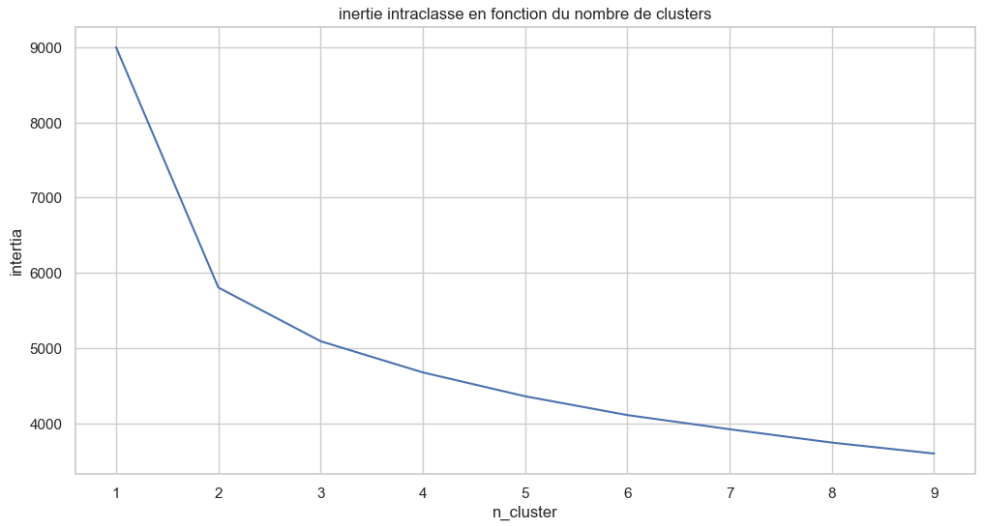 inertie intraclasse en fonction du nombre de clusters
9000
8000
7000
6000
5000
4000
intertia
1 2 3 4 5 6 7 8 9
n_cluster